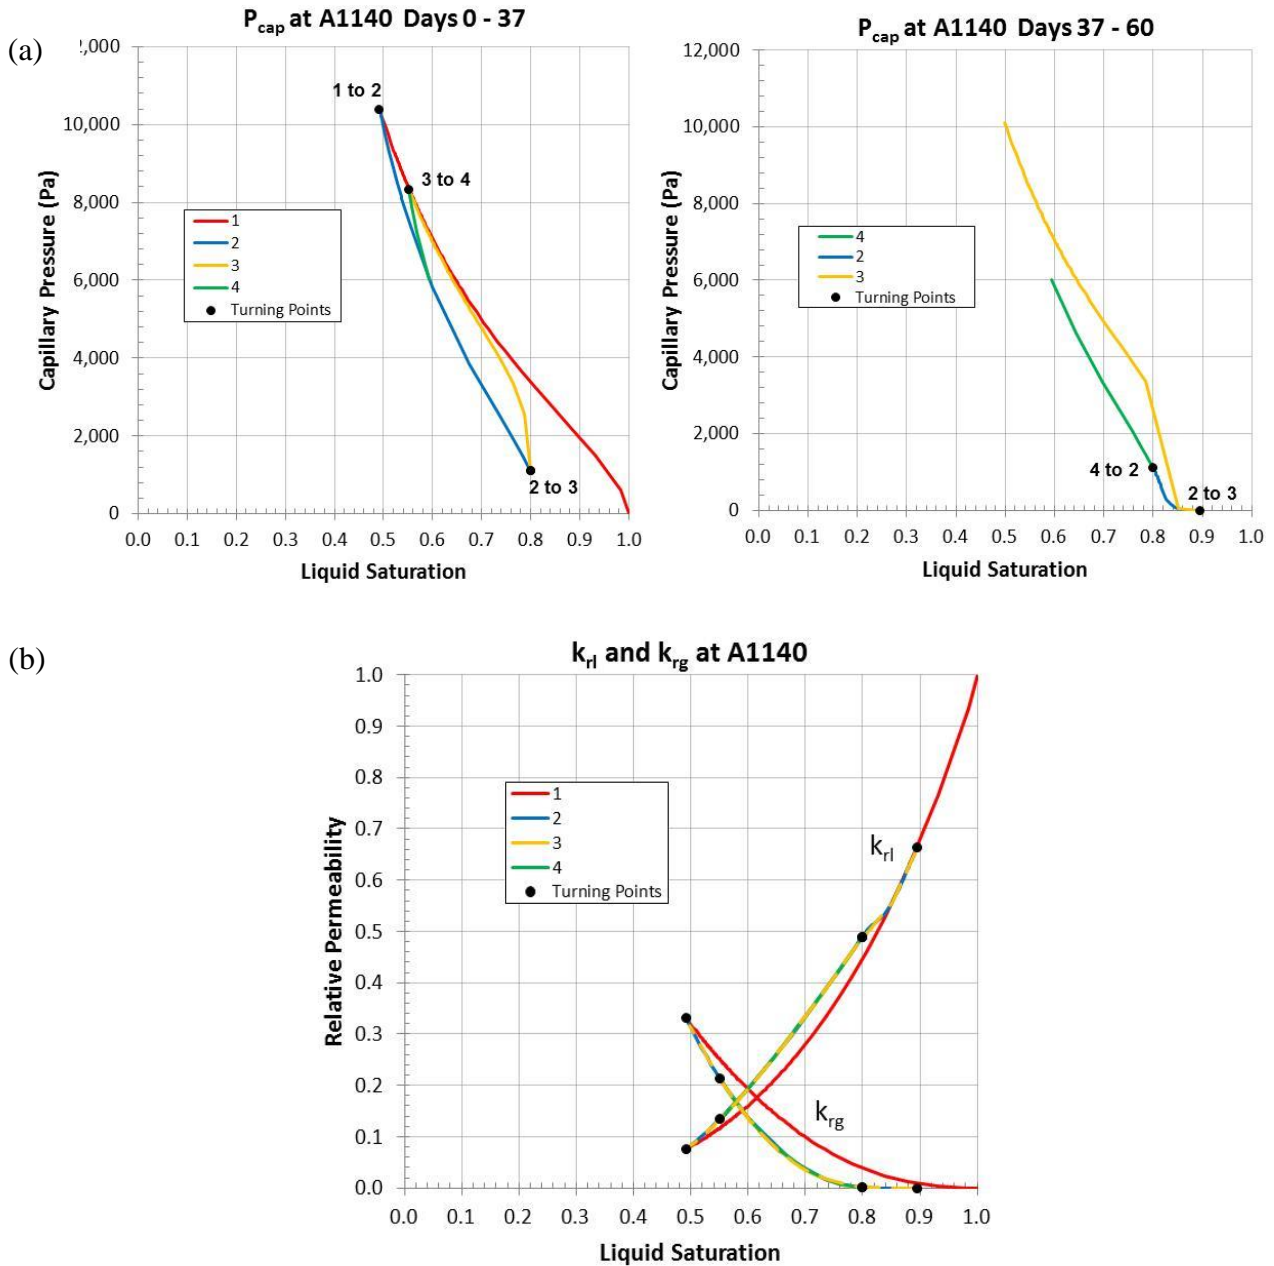 (a)
P_cap at A1140 Days 0 - 37
,000
10,000
8,000
6,000
4,000
2,000
0
Capillary Pressure (Pa)
1 to 2
3 to 4
2 to 3
1
2
3
4
Turning Points
0.0 0.1 0.2 0.3 0.4 0.5 0.6 0.7 0.8 0.9 1.0
Liquid Saturation
P_cap at A1140 Days 37 - 60
12,000
10,000
8,000
6,000
4,000
2,000
0
Capillary Pressure (Pa)
4
2
3
Turning Points
4 to 2
2 to 3
0.0 0.1 0.2 0.3 0.4 0.5 0.6 0.7 0.8 0.9 1.0
Liquid Saturation
(b)
k_rl and k_rg at A1140
1.0
0.9
0.8
0.7
0.6
0.5
0.4
0.3
0.2
0.1
0.0
Relative Permeability
1
2
3
4
Turning Points
k_rl
k_rg
0.0 0.1 0.2 0.3 0.4 0.5 0.6 0.7 0.8 0.9 1.0
Liquid Saturation